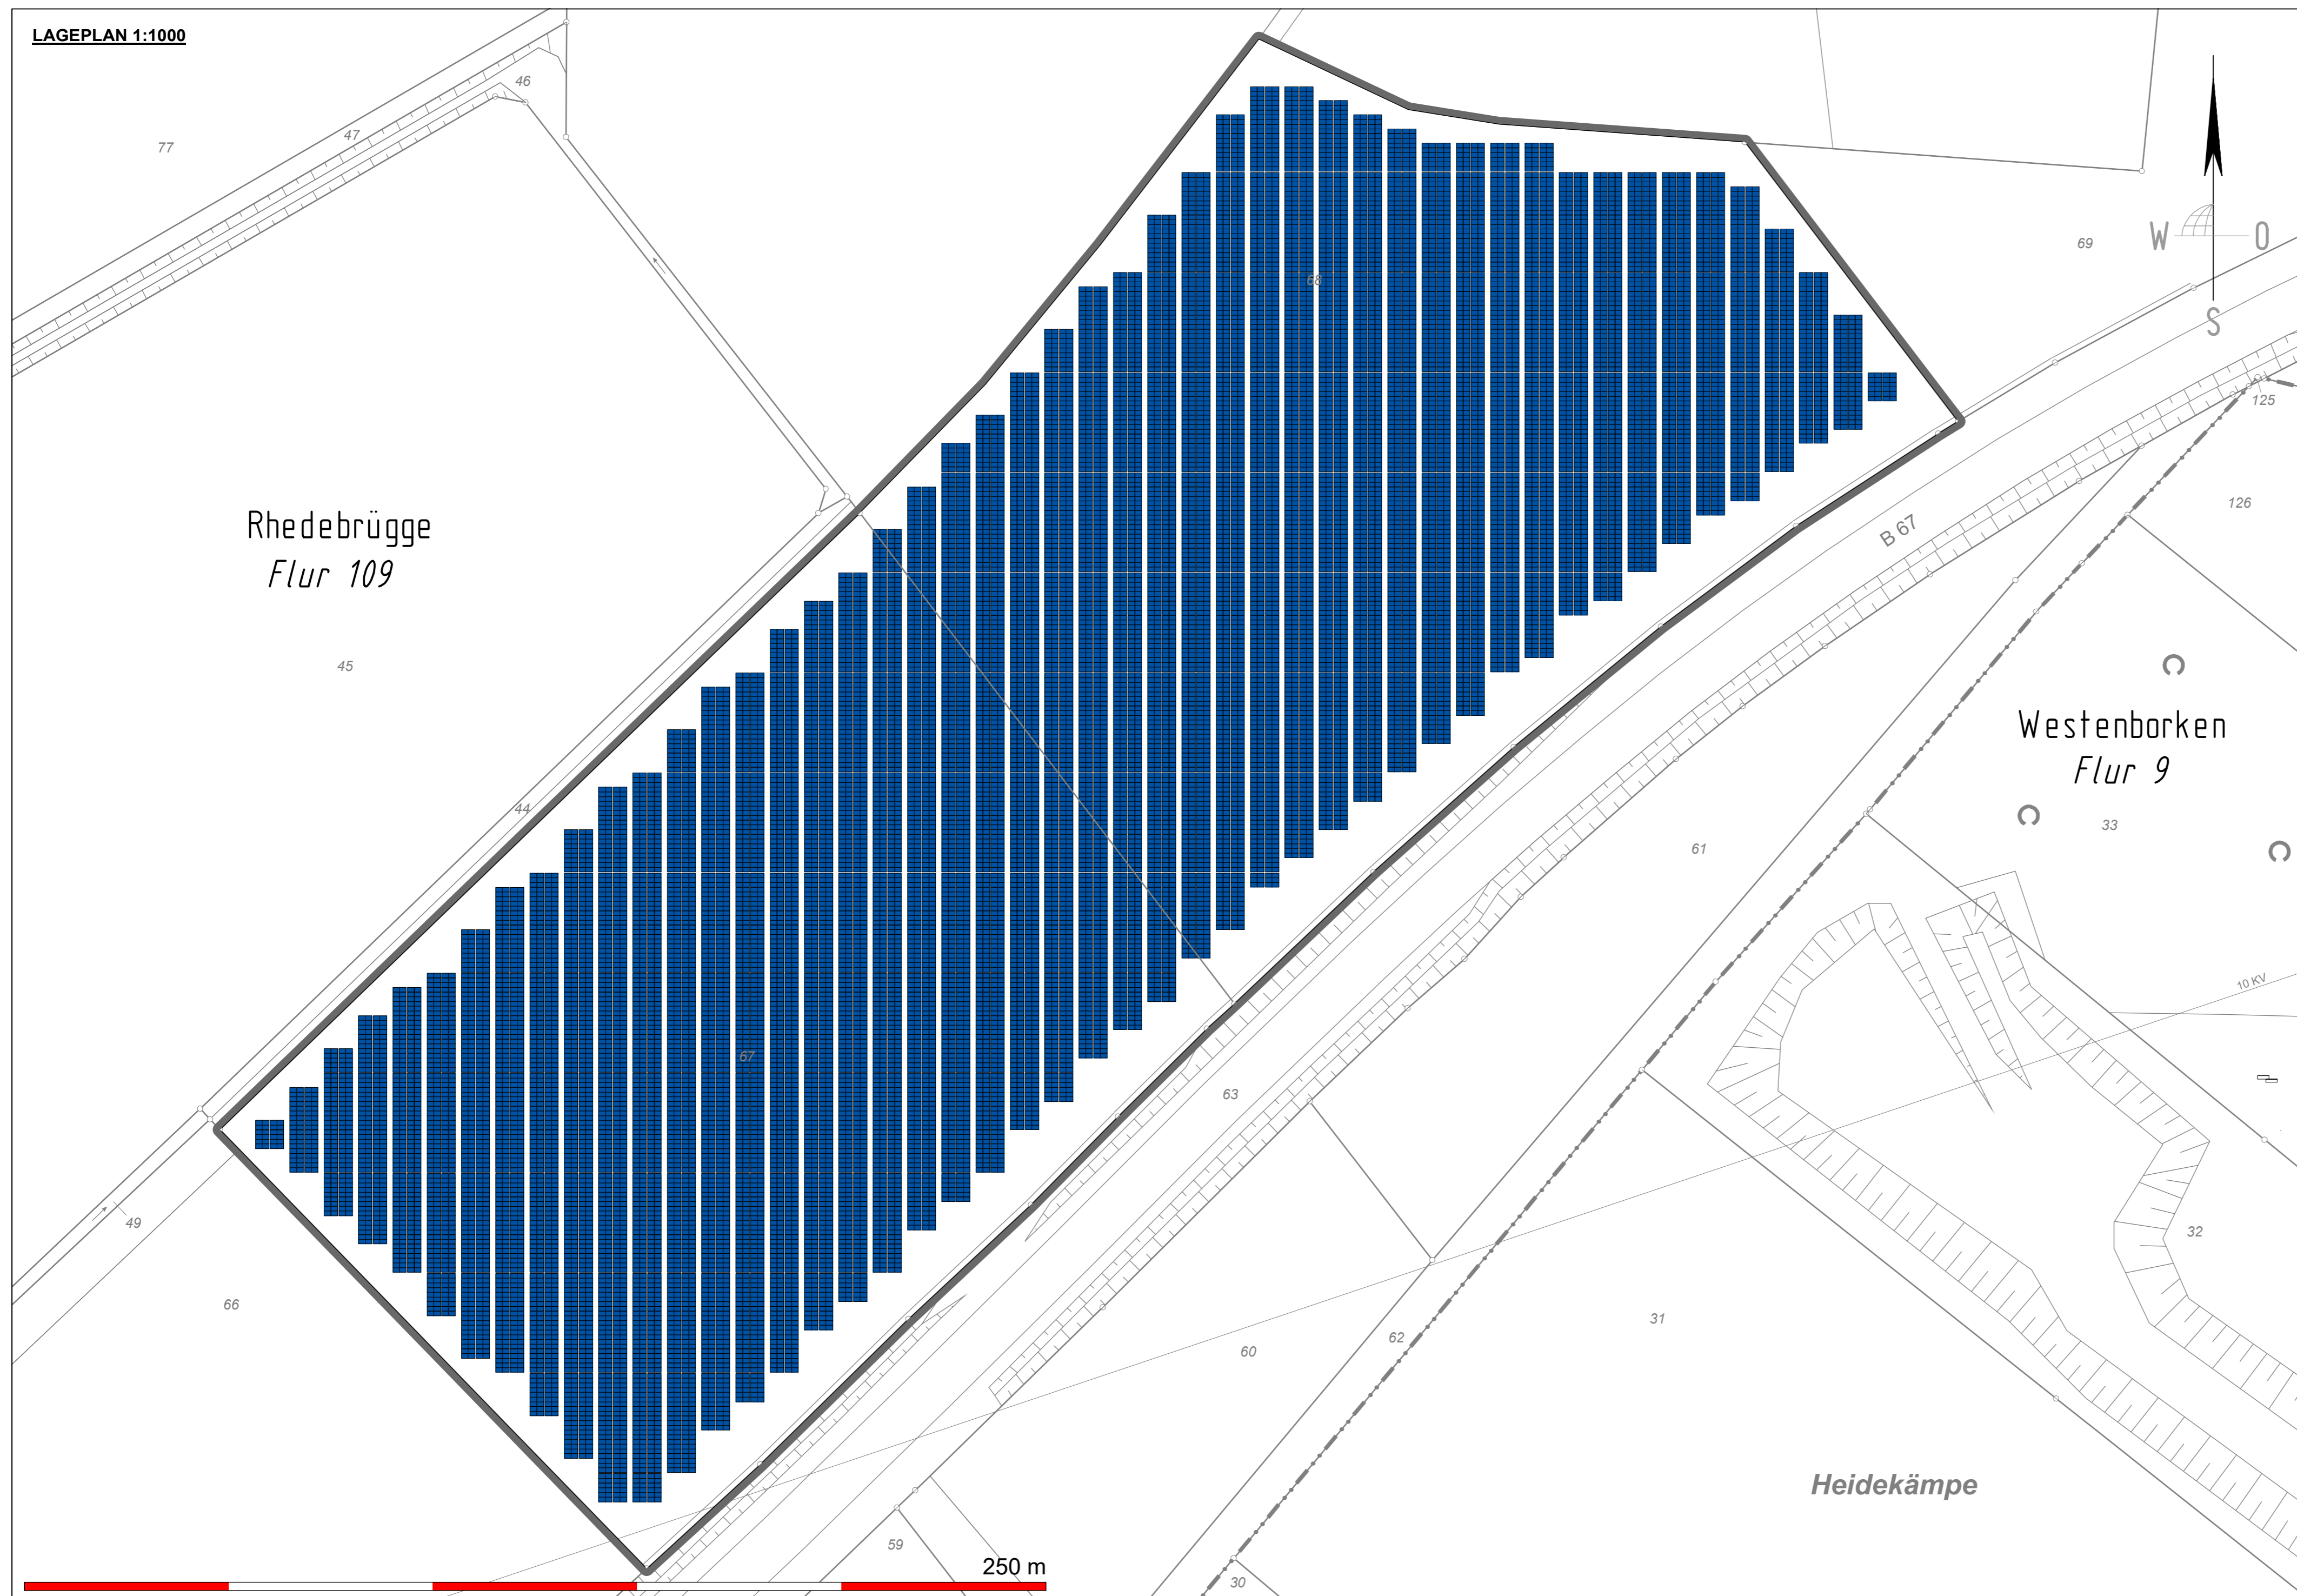 LAGEPLAN 1:1000
46
47
77
68
69
W
O
S
125
126
B 67
Rhedebrügge
Flur 109
45
Westenborken
Flur 9
33
44
61
10 KV
67
63
49
32
66
31
62
60
Heidekämpe
59
250 m
30